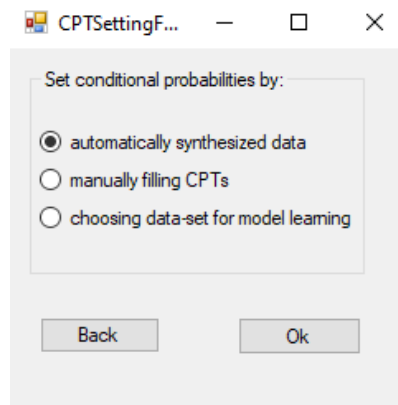 CPTSettingF...
Set conditional probabilities by:
automatically synthesized data
manually filling CPTs
choosing data-set for model learning
Back Ok